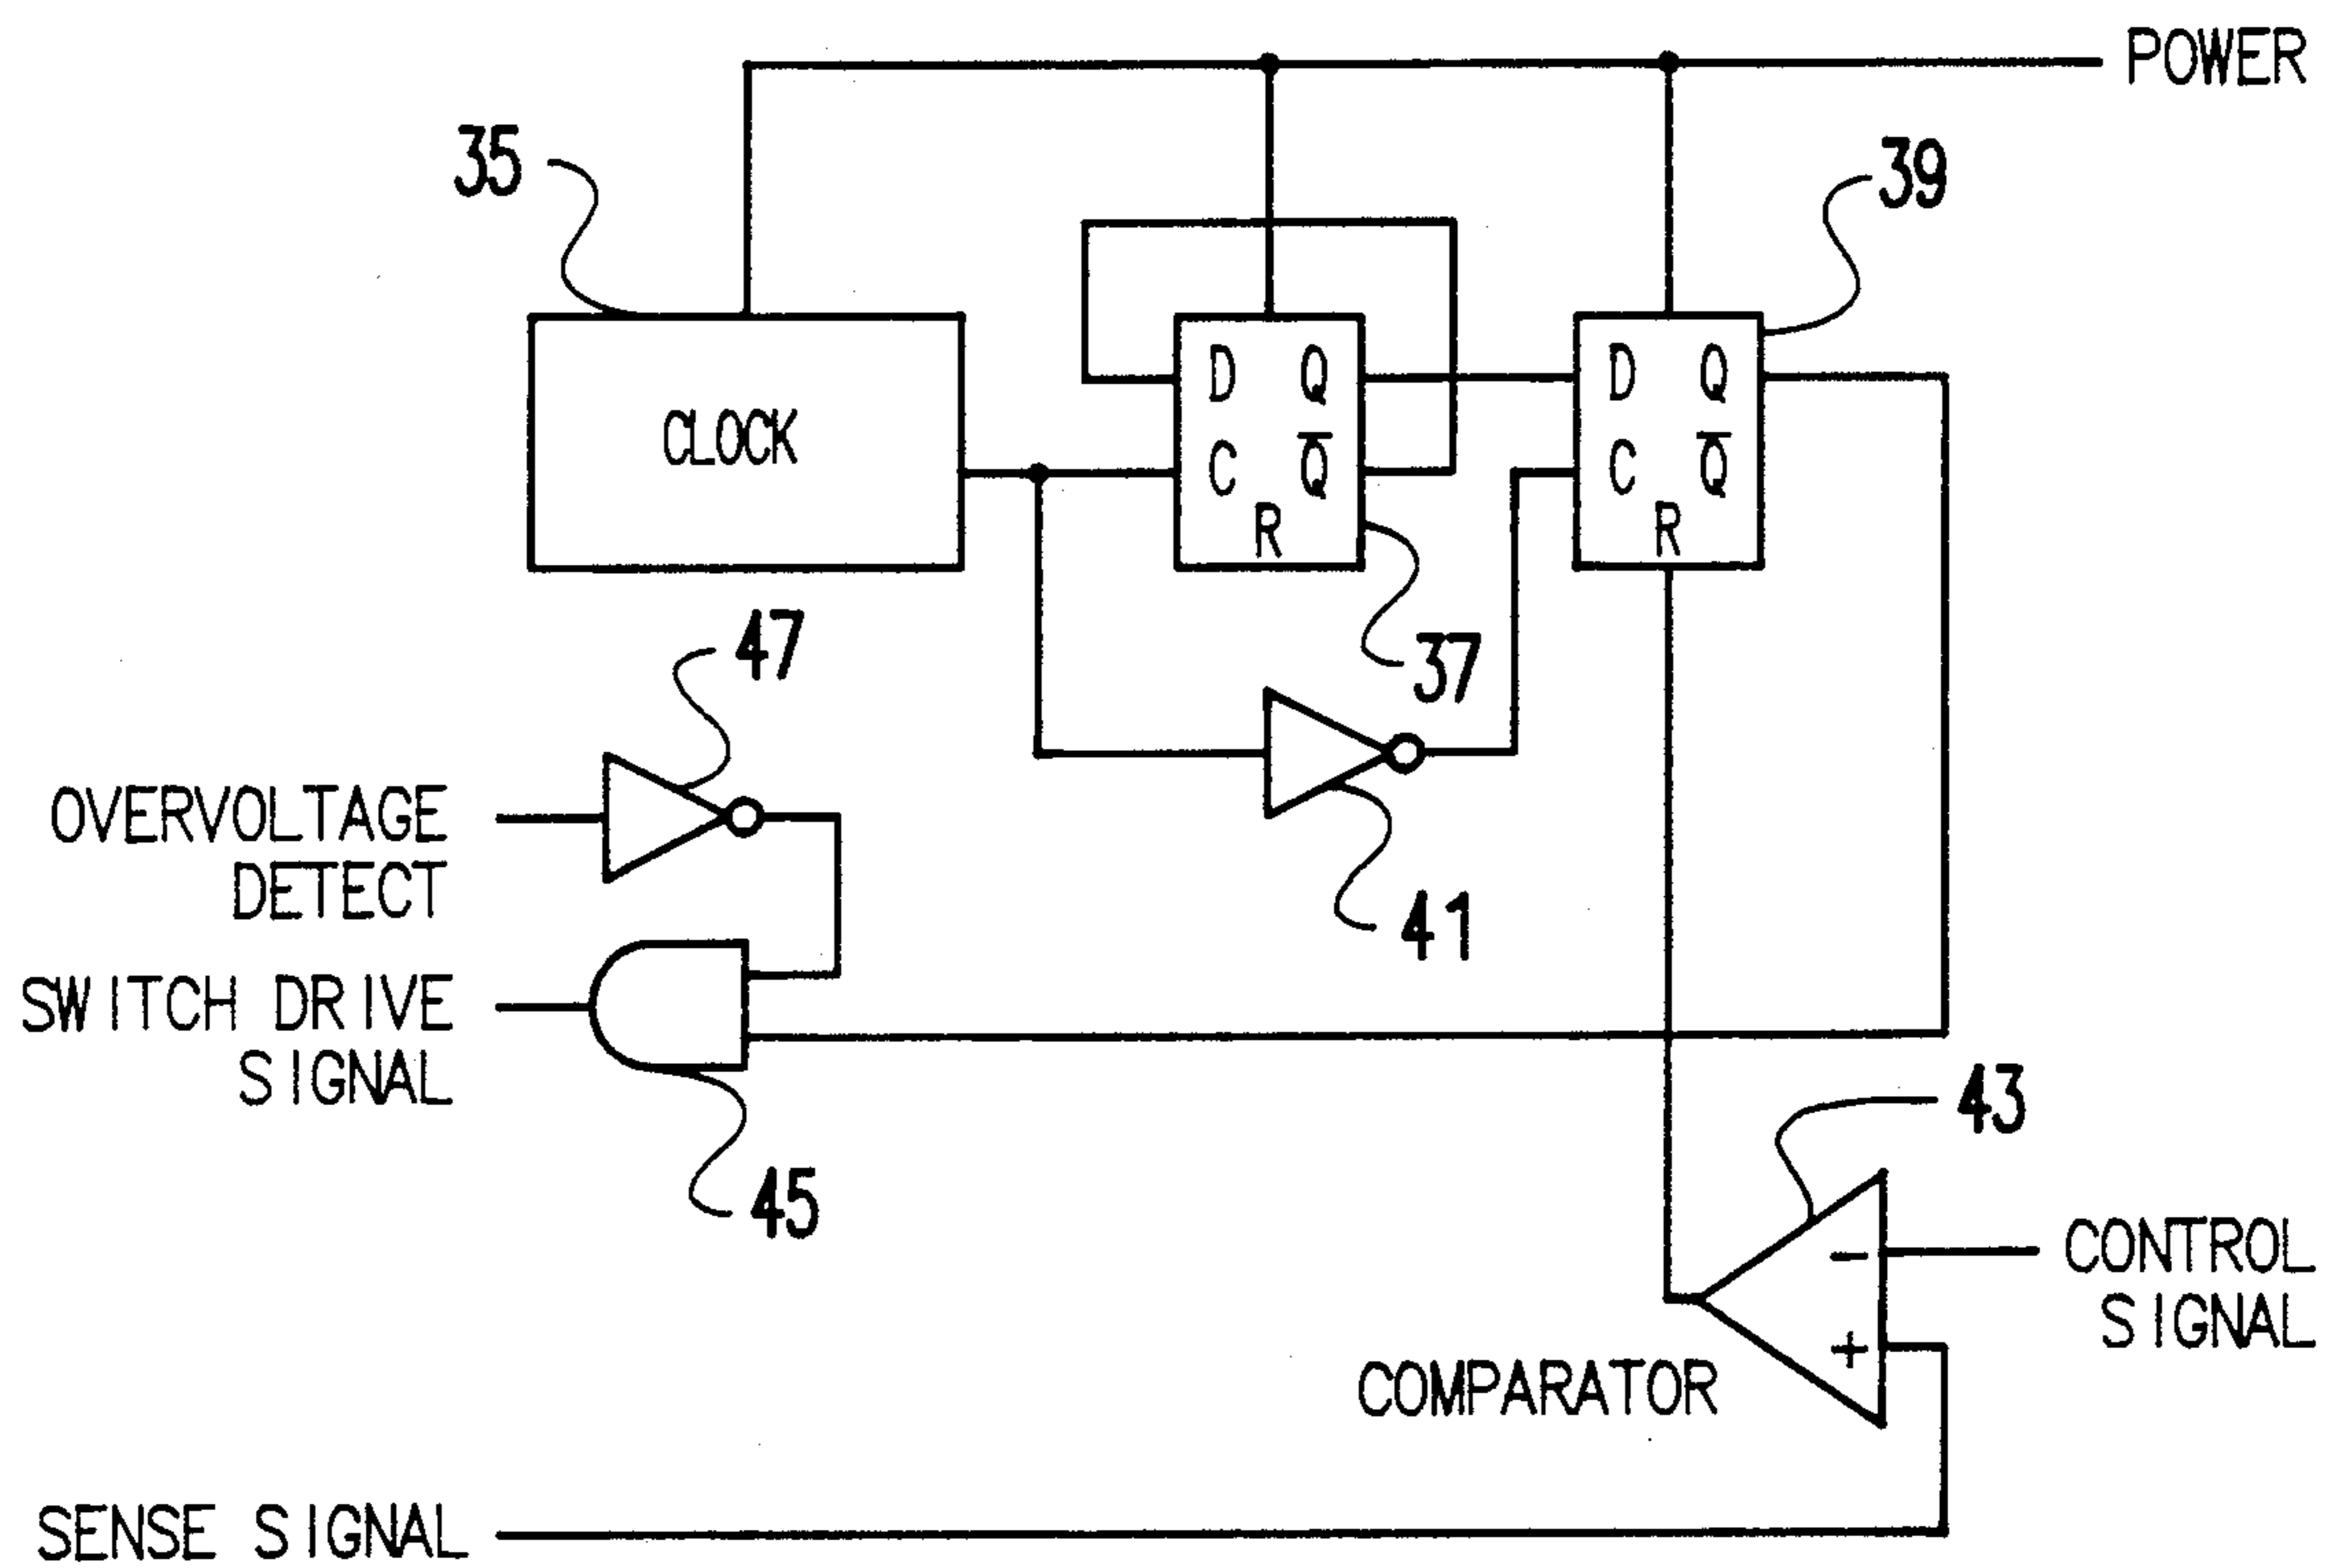 POWER
35
39
CLOCK
D Q
C Q̅
R
D Q
C Q̅
R
47
37
OVERVOLTAGE
DETECT
41
SWITCH DRIVE
SIGNAL
45
43
−
CONTROL
SIGNAL
+
COMPARATOR
SENSE SIGNAL